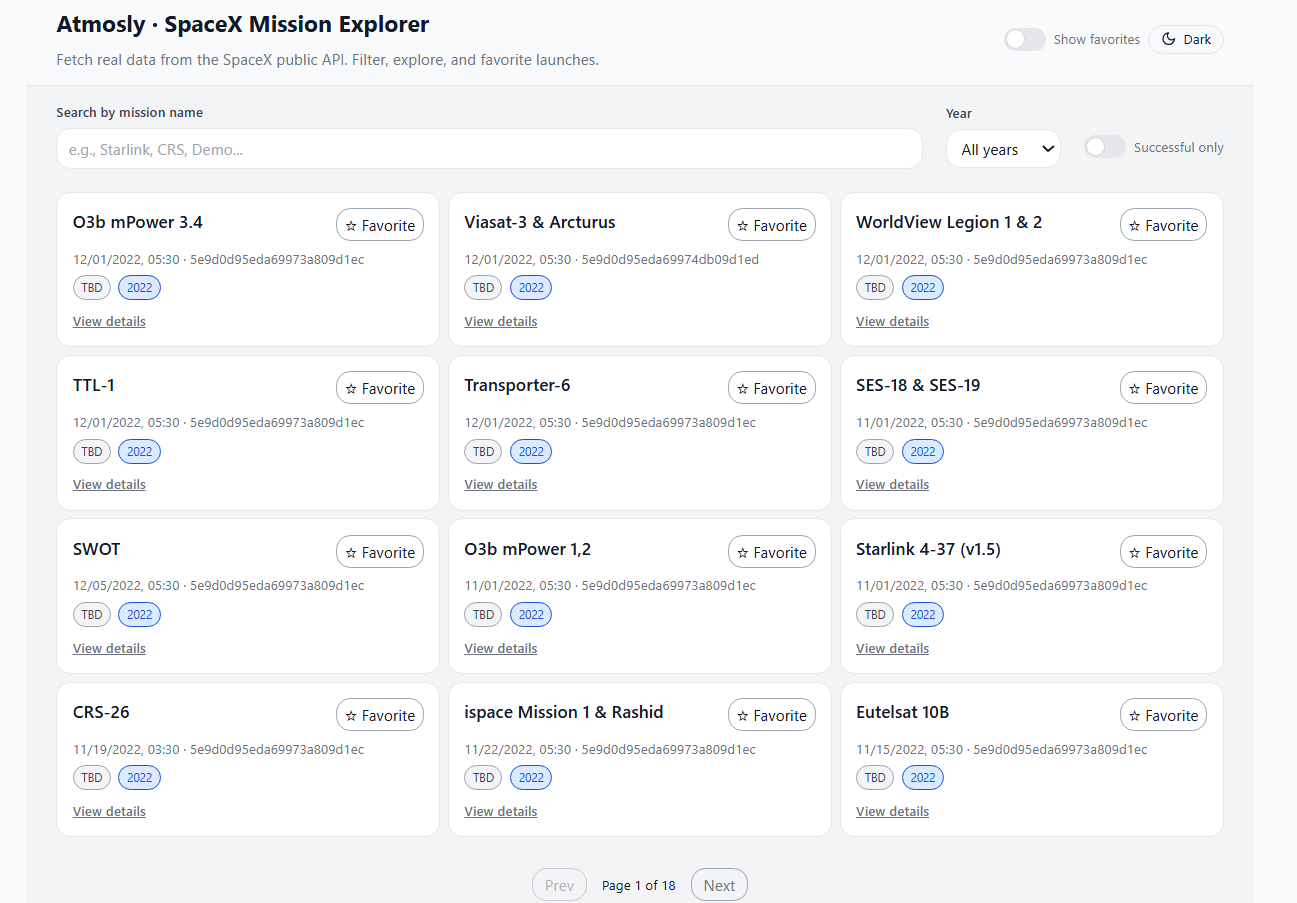 Atmosly · SpaceX Mission Explorer
Fetch real data from the SpaceX public API. Filter, explore, and favorite launches.
Show favorites
Dark
Search by mission name
e.g., Starlink, CRS, Demo...
Year
All years
Successful only
O3b mPower 3.4
☆ Favorite
12/01/2022, 05:30 · 5e9d0d95eda69973a809d1ec
TBD 2022
View details
Viasat-3 & Arcturus
☆ Favorite
12/01/2022, 05:30 · 5e9d0d95eda69974db09d1ed
TBD 2022
View details
WorldView Legion 1 & 2
☆ Favorite
12/01/2022, 05:30 · 5e9d0d95eda69973a809d1ec
TBD 2022
View details
TTL-1
☆ Favorite
12/01/2022, 05:30 · 5e9d0d95eda69973a809d1ec
TBD 2022
View details
Transporter-6
☆ Favorite
12/01/2022, 05:30 · 5e9d0d95eda69973a809d1ec
TBD 2022
View details
SES-18 & SES-19
☆ Favorite
11/01/2022, 05:30 · 5e9d0d95eda69973a809d1ec
TBD 2022
View details
SWOT
☆ Favorite
12/05/2022, 05:30 · 5e9d0d95eda69973a809d1ec
TBD 2022
View details
O3b mPower 1,2
☆ Favorite
11/01/2022, 05:30 · 5e9d0d95eda69973a809d1ec
TBD 2022
View details
Starlink 4-37 (v1.5)
☆ Favorite
11/01/2022, 05:30 · 5e9d0d95eda69973a809d1ec
TBD 2022
View details
CRS-26
☆ Favorite
11/19/2022, 03:30 · 5e9d0d95eda69973a809d1ec
TBD 2022
View details
ispace Mission 1 & Rashid
☆ Favorite
11/22/2022, 05:30 · 5e9d0d95eda69973a809d1ec
TBD 2022
View details
Eutelsat 10B
☆ Favorite
11/15/2022, 05:30 · 5e9d0d95eda69973a809d1ec
TBD 2022
View details
Prev Page 1 of 18 Next